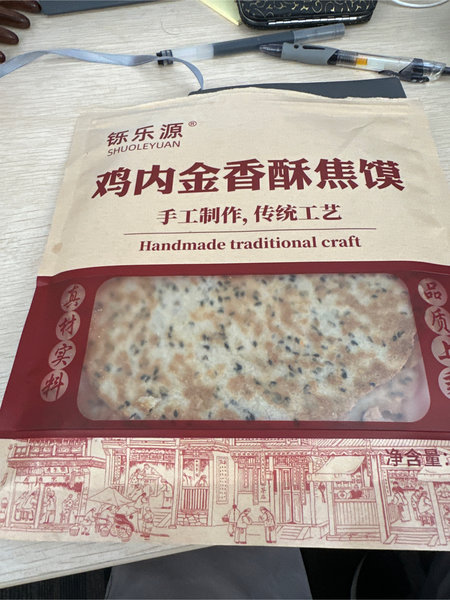 铄乐源®
SHUOLEYUAN
鸡内金香酥焦馍
手工制作，传统工艺
Handmade traditional craft
真材实料
品质上
净含量：